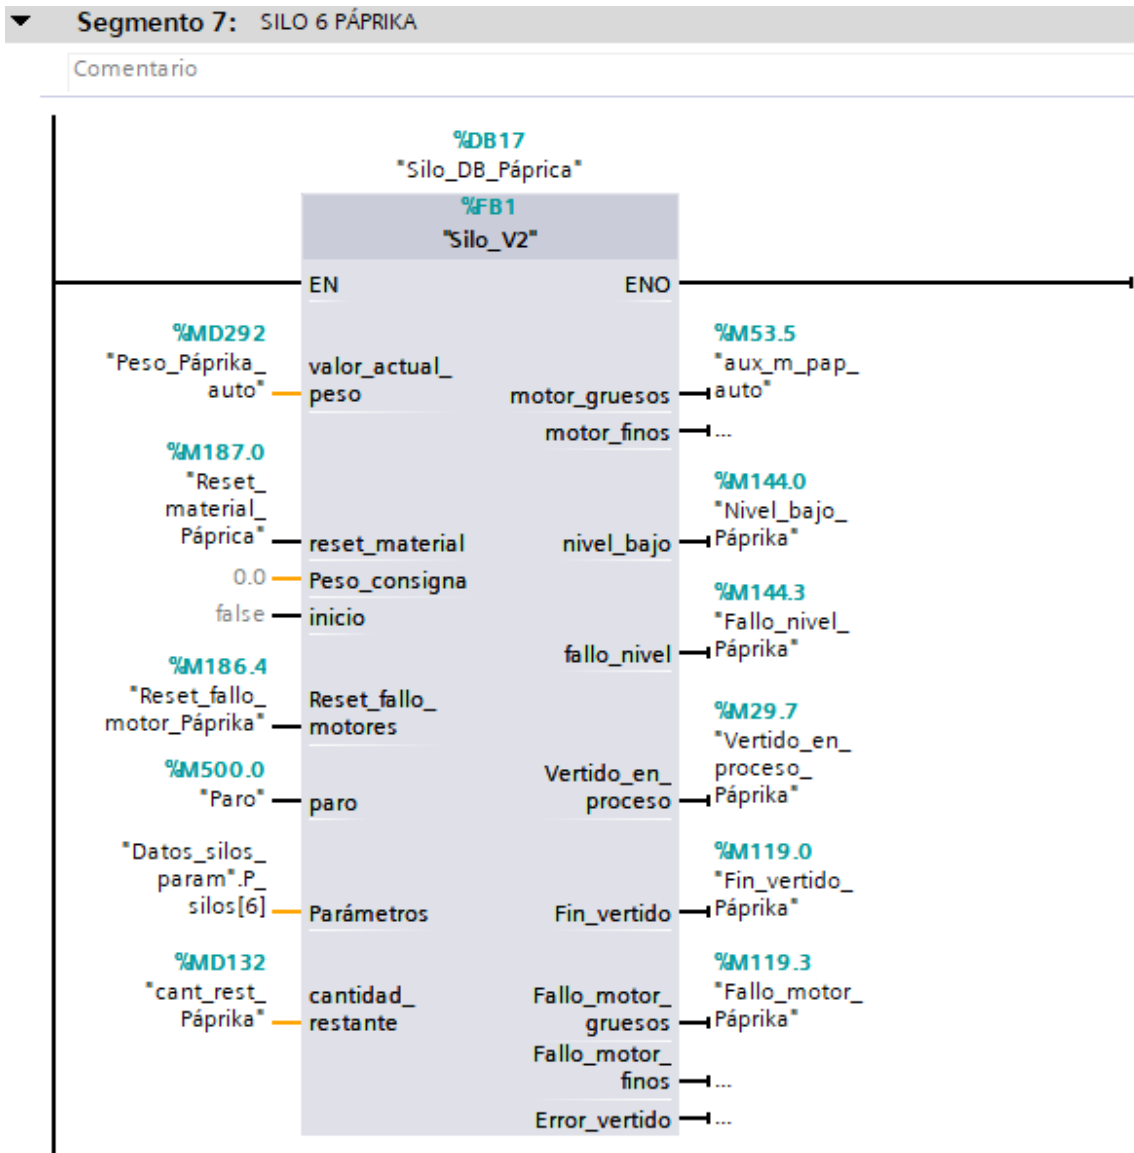 Segmento 7: SILO 6 PÁPRIKA
Comentario
%DB17
"Silo_DB_Páprica"
%FB1
"Silo_V2"
EN
ENO
%MD292
"Peso_Páprika_
auto"
valor_actual_
peso
motor_gruesos
%M53.5
"aux_m_pap_
auto"
motor_finos
...
%M187.0
"Reset_
material_
Páprica"
reset_material
nivel_bajo
%M144.0
"Nivel_bajo_
Páprika"
0.0
Peso_consigna
false
inicio
fallo_nivel
%M144.3
"Fallo_nivel_
Páprika"
%M186.4
"Reset_fallo_
motor_Páprika"
Reset_fallo_
motores
%M500.0
"Paro"
paro
Vertido_en_
proceso
%M29.7
"Vertido_en_
proceso_
Páprika"
"Datos_silos_
param".P_
silos[6]
Parámetros
Fin_vertido
%M119.0
"Fin_vertido_
Páprika"
%MD132
"cant_rest_
Páprika"
cantidad_
restante
Fallo_motor_
gruesos
%M119.3
"Fallo_motor_
Páprika"
Fallo_motor_
finos
...
Error_vertido
...